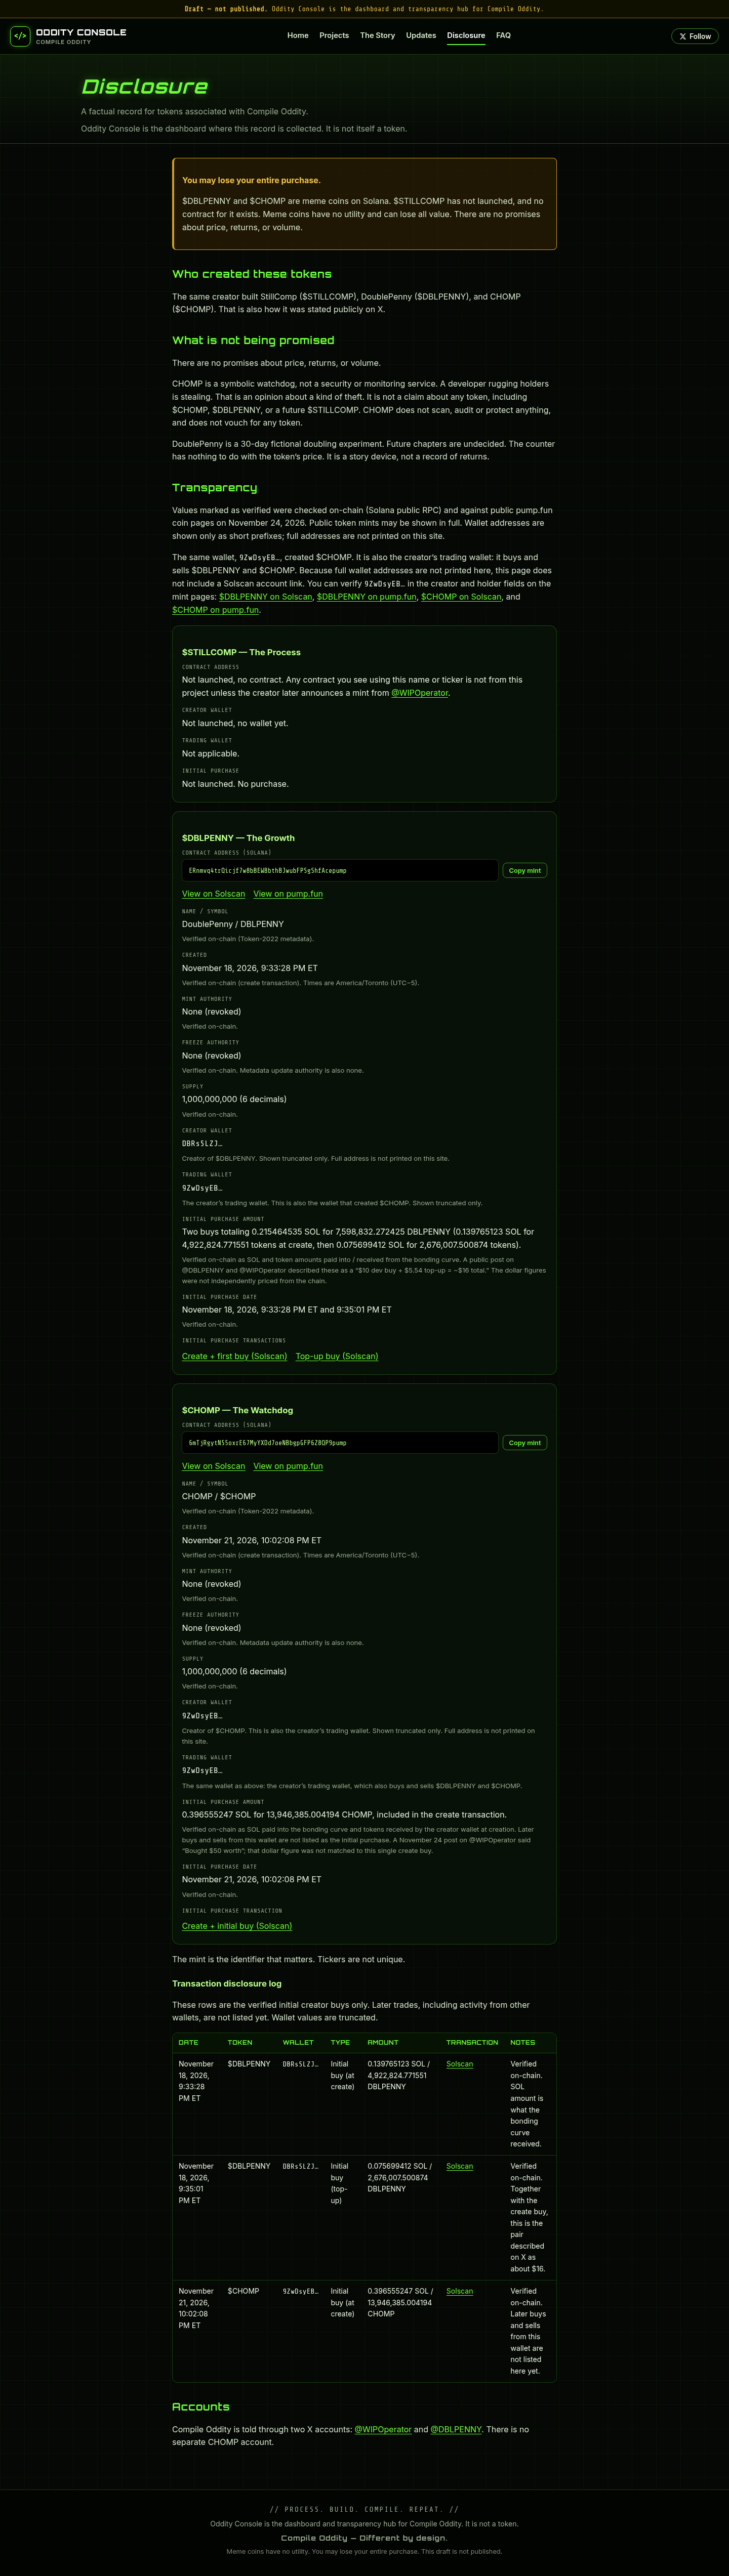 Draft — not published. Oddity Console is the dashboard and transparency hub for Compile Oddity.
</>
ODDITY CONSOLE
COMPILE ODDITY
Home Projects The Story Updates Disclosure FAQ
Follow
Disclosure
A factual record for tokens associated with Compile Oddity.
Oddity Console is the dashboard where this record is collected. It is not itself a token.
You may lose your entire purchase.
$DBLPENNY and $CHOMP are meme coins on Solana. $STILLCOMP has not launched, and no
contract for it exists. Meme coins have no utility and can lose all value. There are no promises
about price, returns, or volume.
Who created these tokens
The same creator built StillComp ($STILLCOMP), DoublePenny ($DBLPENNY), and CHOMP
($CHOMP). That is also how it was stated publicly on X.
What is not being promised
There are no promises about price, returns, or volume.
CHOMP is a symbolic watchdog, not a security or monitoring service. A developer rugging holders
is stealing. That is an opinion about a kind of theft. It is not a claim about any token, including
$CHOMP, $DBLPENNY, or a future $STILLCOMP. CHOMP does not scan, audit or protect anything,
and does not vouch for any token.
DoublePenny is a 30-day fictional doubling experiment. Future chapters are undecided. The counter
has nothing to do with the token's price. It is a story device, not a record of returns.
Transparency
Values marked as verified were checked on-chain (Solana public RPC) and against public pump.fun
coin pages on November 24, 2026. Public token mints may be shown in full. Wallet addresses are
shown only as short prefixes; full addresses are not printed on this site.
The same wallet, 9ZwDsyEB…, created $CHOMP. It is also the creator's trading wallet: it buys and
sells $DBLPENNY and $CHOMP. Because full wallet addresses are not printed here, this page does
not include a Solscan account link. You can verify 9ZwDsyEB… in the creator and holder fields on the
mint pages: $DBLPENNY on Solscan, $DBLPENNY on pump.fun, $CHOMP on Solscan, and
$CHOMP on pump.fun.
$STILLCOMP — The Process
CONTRACT ADDRESS
Not launched, no contract. Any contract you see using this name or ticker is not from this
project unless the creator later announces a mint from @WIPOperator.
CREATOR WALLET
Not launched, no wallet yet.
TRADING WALLET
Not applicable.
INITIAL PURCHASE
Not launched. No purchase.
$DBLPENNY — The Growth
CONTRACT ADDRESS (SOLANA)
Copy mint
View on Solscan View on pump.fun
NAME / SYMBOL
DoublePenny / DBLPENNY
Verified on-chain (Token-2022 metadata).
CREATED
November 18, 2026, 9:33:28 PM ET
Verified on-chain (create transaction). Times are America/Toronto (UTC−5).
MINT AUTHORITY
None (revoked)
Verified on-chain.
FREEZE AUTHORITY
None (revoked)
Verified on-chain. Metadata update authority is also none.
SUPPLY
1,000,000,000 (6 decimals)
Verified on-chain.
CREATOR WALLET
DBRs5LZJ…
Creator of $DBLPENNY. Shown truncated only. Full address is not printed on this site.
TRADING WALLET
9ZwDsyEB…
The creator's trading wallet. This is also the wallet that created $CHOMP. Shown truncated only.
INITIAL PURCHASE AMOUNT
Two buys totaling 0.215464535 SOL for 7,598,832.272425 DBLPENNY (0.139765123 SOL for
4,922,824.771551 tokens at create, then 0.075699412 SOL for 2,676,007.500874 tokens).
Verified on-chain as SOL and token amounts paid into / received from the bonding curve. A public post on
@DBLPENNY and @WIPOperator described these as a "$10 dev buy + $5.54 top-up = ~$16 total." The dollar figures
were not independently priced from the chain.
INITIAL PURCHASE DATE
November 18, 2026, 9:33:28 PM ET and 9:35:01 PM ET
Verified on-chain.
INITIAL PURCHASE TRANSACTIONS
Create + first buy (Solscan) Top-up buy (Solscan)
$CHOMP — The Watchdog
CONTRACT ADDRESS (SOLANA)
Copy mint
View on Solscan View on pump.fun
NAME / SYMBOL
CHOMP / $CHOMP
Verified on-chain (Token-2022 metadata).
CREATED
November 21, 2026, 10:02:08 PM ET
Verified on-chain (create transaction). Times are America/Toronto (UTC−5).
MINT AUTHORITY
None (revoked)
Verified on-chain.
FREEZE AUTHORITY
None (revoked)
Verified on-chain. Metadata update authority is also none.
SUPPLY
1,000,000,000 (6 decimals)
Verified on-chain.
CREATOR WALLET
9ZwDsyEB…
Creator of $CHOMP. This is also the creator's trading wallet. Shown truncated only. Full address is not printed on
this site.
TRADING WALLET
9ZwDsyEB…
The same wallet as above: the creator's trading wallet, which also buys and sells $DBLPENNY and $CHOMP.
INITIAL PURCHASE AMOUNT
0.396555247 SOL for 13,946,385.004194 CHOMP, included in the create transaction.
Verified on-chain as SOL paid into the bonding curve and tokens received by the creator wallet at creation. Later
buys and sells from this wallet are not listed as the initial purchase. A November 24 post on @WIPOperator said
"Bought $50 worth"; that dollar figure was not matched to this single create buy.
INITIAL PURCHASE DATE
November 21, 2026, 10:02:08 PM ET
Verified on-chain.
INITIAL PURCHASE TRANSACTION
Create + initial buy (Solscan)
The mint is the identifier that matters. Tickers are not unique.
Transaction disclosure log
These rows are the verified initial creator buys only. Later trades, including activity from other
wallets, are not listed yet. Wallet values are truncated.
DATE TOKEN WALLET TYPE AMOUNT TRANSACTION NOTES
November $DBLPENNY DBRs5LZJ… Initial 0.139765123 SOL / Solscan Verified
18, 2026, buy (at 4,922,824.771551 on-chain.
9:33:28 create) DBLPENNY SOL
PM ET amount is
what the
bonding
curve
received.
November $DBLPENNY DBRs5LZJ… Initial 0.075699412 SOL / Solscan Verified
18, 2026, buy 2,676,007.500874 on-chain.
9:35:01 (top- DBLPENNY Together
PM ET up) with the
create buy,
this is the
pair
described
on X as
about $16.
November $CHOMP 9ZwDsyEB… Initial 0.396555247 SOL / Solscan Verified
21, 2026, buy (at 13,946,385.004194 on-chain.
10:02:08 create) CHOMP Later buys
PM ET and sells
from this
wallet are
not listed
here yet.
Accounts
Compile Oddity is told through two X accounts: @WIPOperator and @DBLPENNY. There is no
separate CHOMP account.
// PROCESS. BUILD. COMPILE. REPEAT. //
Oddity Console is the dashboard and transparency hub for Compile Oddity. It is not a token.
Compile Oddity — Different by design.
Meme coins have no utility. You may lose your entire purchase. This draft is not published.